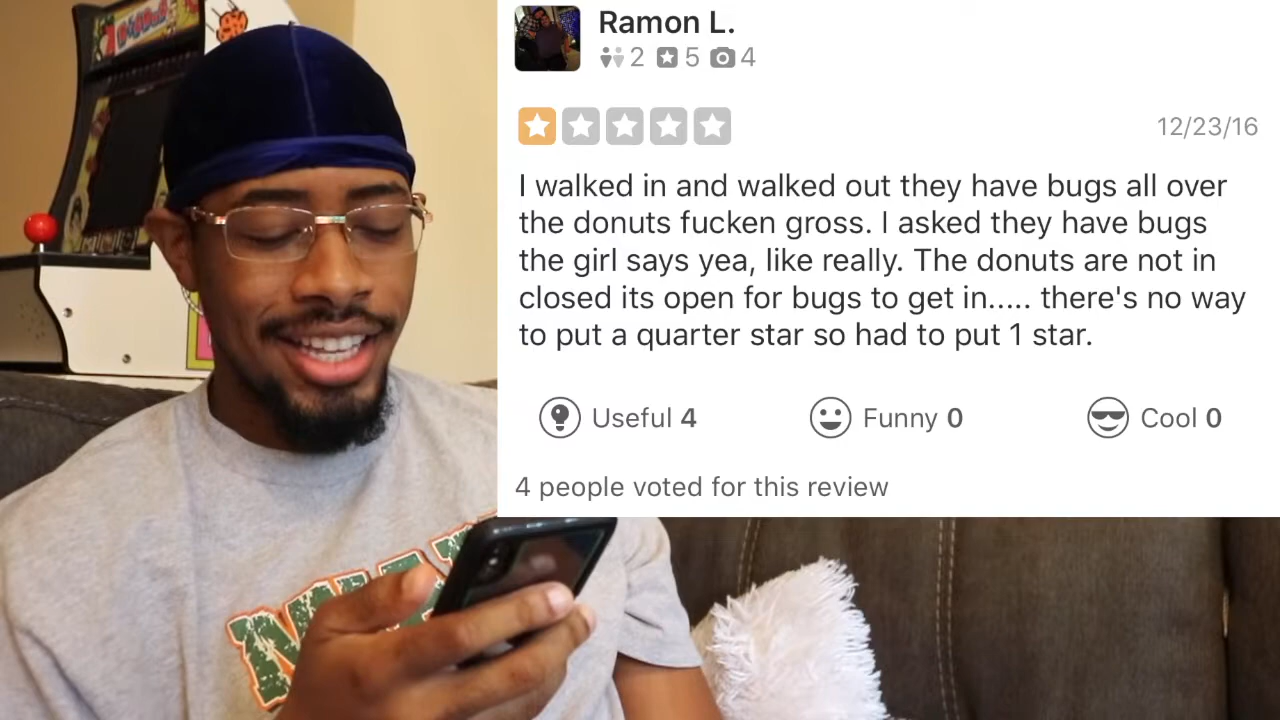 Ramon L.
2 5 4
12/23/16
I walked in and walked out they have bugs all over
the donuts fucken gross. I asked they have bugs
the girl says yea, like really. The donuts are not in
closed its open for bugs to get in..... there's no way
to put a quarter star so had to put 1 star.
Useful 4 Funny 0 Cool 0
4 people voted for this review